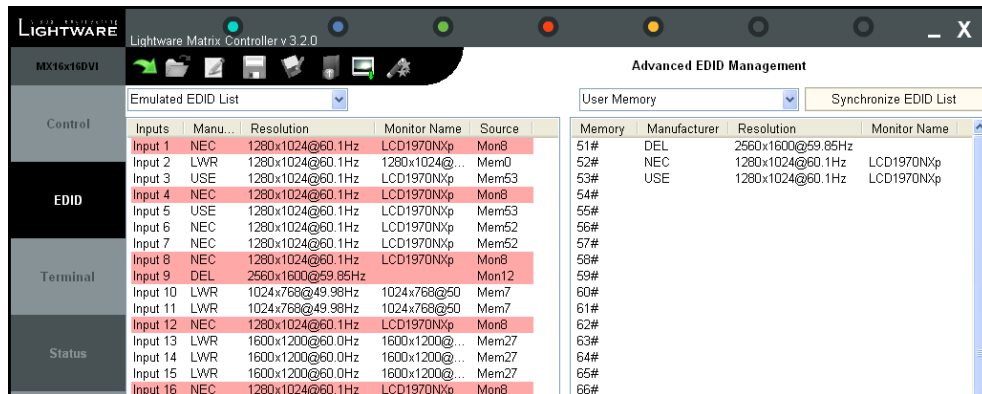 LIGHTWARE
Lightware Matrix Controller v 3.2.0
_ X
MX16x16DVI
Advanced EDID Management
Control
EDID
Terminal
Status
Emulated EDID List
User Memory
Synchronize EDID List
Inputs Manu... Resolution Monitor Name Source
Input 1 NEC 1280x1024@60.1Hz LCD1970NXp Mon8
Input 2 LWR 1280x1024@60.1Hz 1280x1024@... Mem0
Input 3 USE 1280x1024@60.1Hz LCD1970NXp Mem53
Input 4 NEC 1280x1024@60.1Hz LCD1970NXp Mon8
Input 5 USE 1280x1024@60.1Hz LCD1970NXp Mem53
Input 6 NEC 1280x1024@60.1Hz LCD1970NXp Mem52
Input 7 NEC 1280x1024@60.1Hz LCD1970NXp Mem52
Input 8 NEC 1280x1024@60.1Hz LCD1970NXp Mon8
Input 9 DEL 2560x1600@59.85Hz Mon12
Input 10 LWR 1024x768@49.98Hz 1024x768@50 Mem7
Input 11 LWR 1024x768@49.98Hz 1024x768@50 Mem7
Input 12 NEC 1280x1024@60.1Hz LCD1970NXp Mon8
Input 13 LWR 1600x1200@60.0Hz 1600x1200@... Mem27
Input 14 LWR 1600x1200@60.0Hz 1600x1200@... Mem27
Input 15 LWR 1600x1200@60.0Hz 1600x1200@... Mem27
Input 16 NEC 1280x1024@60.1Hz LCD1970NXp Mon8
Memory Manufacturer Resolution Monitor Name
51# DEL 2560x1600@59.85Hz
52# NEC 1280x1024@60.1Hz LCD1970NXp
53# USE 1280x1024@60.1Hz LCD1970NXp
54#
55#
56#
57#
58#
59#
60#
61#
62#
63#
64#
65#
66#